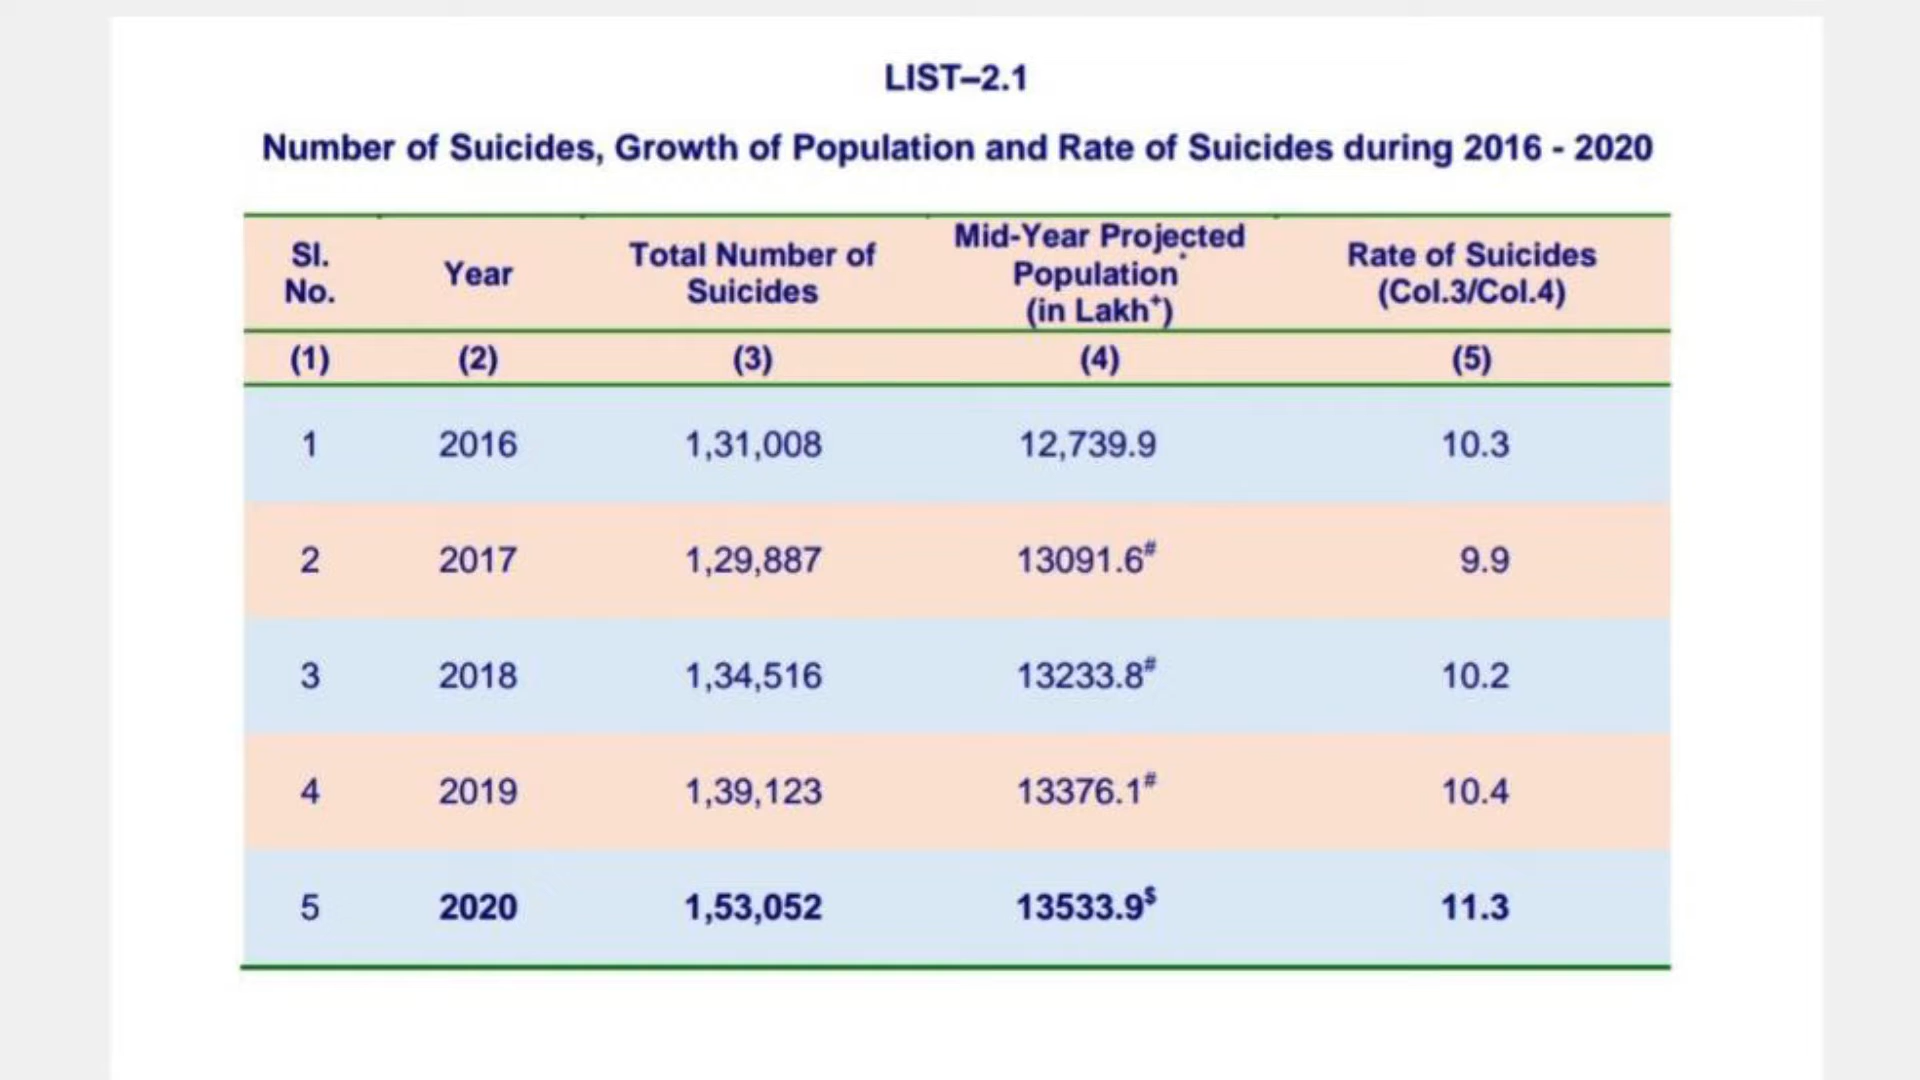 LIST–2.1
Number of Suicides, Growth of Population and Rate of Suicides during 2016 - 2020
Sl. No. Year Total Number of Suicides Mid-Year Projected Population* (in Lakh+) Rate of Suicides (Col.3/Col.4)
(1) (2) (3) (4) (5)
1 2016 1,31,008 12,739.9 10.3
2 2017 1,29,887 13091.6# 9.9
3 2018 1,34,516 13233.8# 10.2
4 2019 1,39,123 13376.1# 10.4
5 2020 1,53,052 13533.9$ 11.3